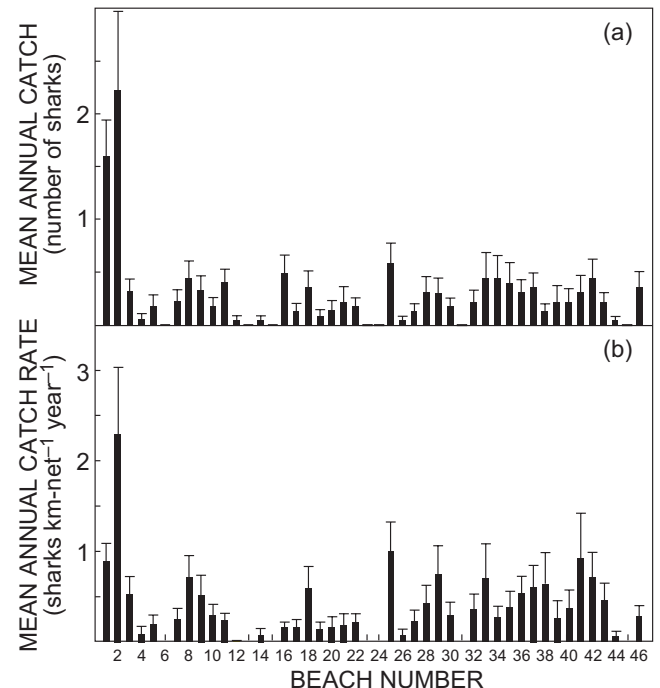 (a)
MEAN ANNUAL CATCH
(number of sharks)
2
1
(b)
MEAN ANNUAL CATCH RATE
(sharks km-net⁻¹ year⁻¹)
3
2
1
2 4 6 8 10 12 14 16 18 20 22 24 26 28 30 32 34 36 38 40 42 44 46
BEACH NUMBER